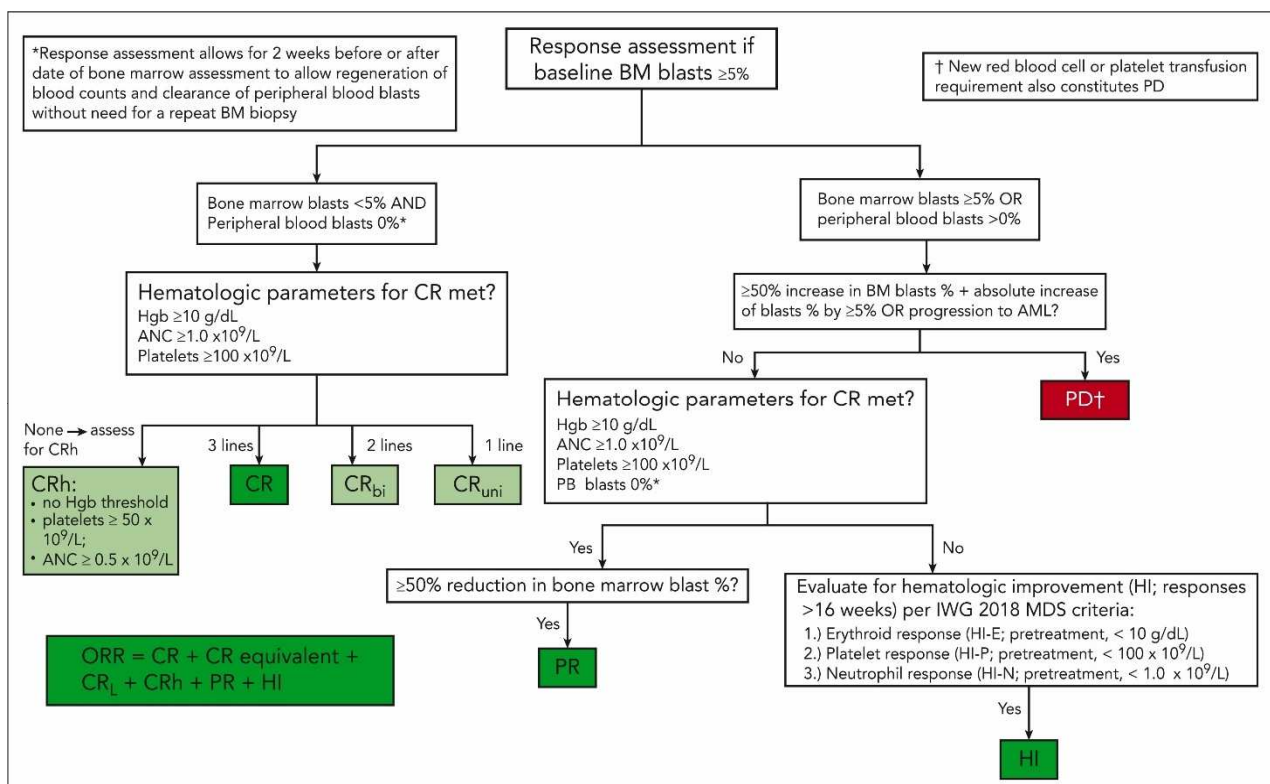 *Response assessment allows for 2 weeks before or after
date of bone marrow assessment to allow regeneration of
blood counts and clearance of peripheral blood blasts
without need for a repeat BM biopsy
Response assessment if
baseline BM blasts ≥5%
† New red blood cell or platelet transfusion
requirement also constitutes PD
Bone marrow blasts <5% AND
Peripheral blood blasts 0%*
Bone marrow blasts ≥5% OR
peripheral blood blasts >0%
Hematologic parameters for CR met?
Hgb ≥10 g/dL
ANC ≥1.0 x10⁹/L
Platelets ≥100 x10⁹/L
≥50% increase in BM blasts % + absolute increase
of blasts % by ≥5% OR progression to AML?
No
Yes
PD†
Hematologic parameters for CR met?
Hgb ≥10 g/dL
ANC ≥1.0 x10⁹/L
Platelets ≥100 x10⁹/L
PB blasts 0%*
None → assess
for CRh
3 lines
2 lines
1 line
CRh:
• no Hgb threshold
• platelets ≥ 50 x
10⁹/L;
• ANC ≥ 0.5 x 10⁹/L
CR
CRbi
CRuni
Yes
No
≥50% reduction in bone marrow blast %?
Yes
PR
Evaluate for hematologic improvement (HI; responses
>16 weeks) per IWG 2018 MDS criteria:
1.) Erythroid response (HI-E; pretreatment, < 10 g/dL)
2.) Platelet response (HI-P; pretreatment, < 100 x 10⁹/L)
3.) Neutrophil response (HI-N; pretreatment, < 1.0 x 10⁹/L)
Yes
HI
ORR = CR + CR equivalent +
CRL + CRh + PR + HI